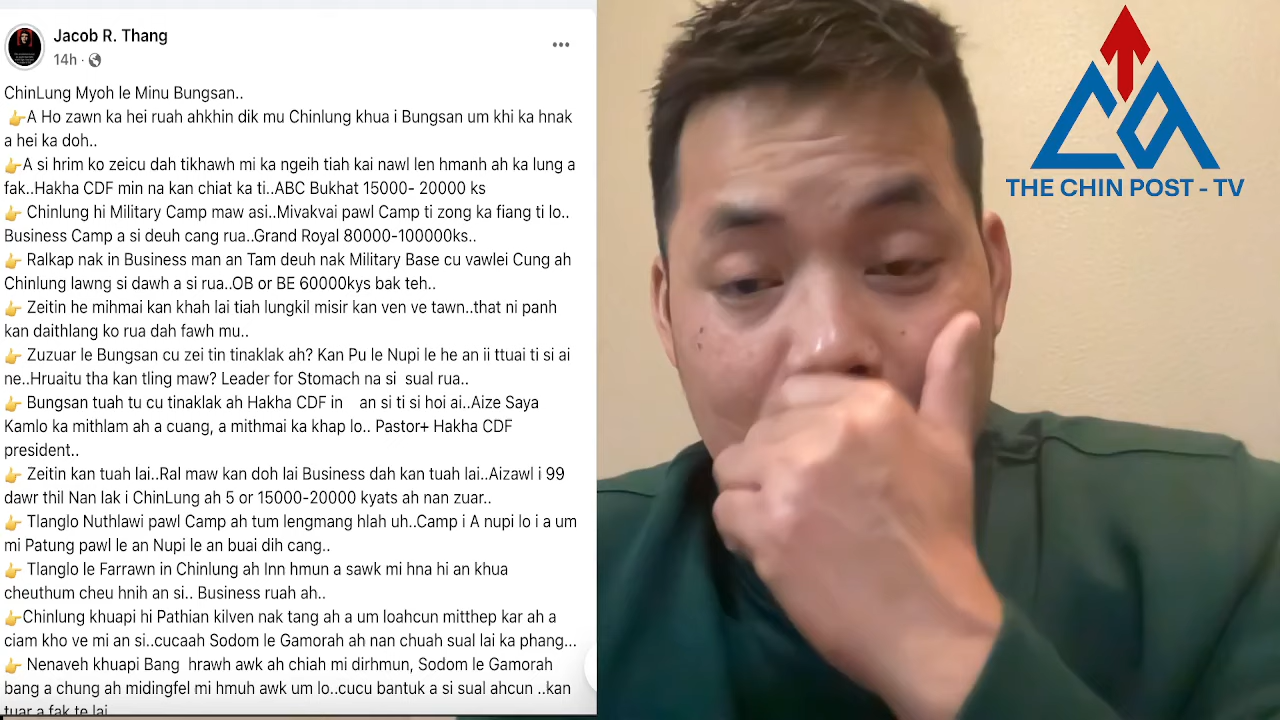 Jacob R. Thang
14h ·
ChinLung Myoh le Minu Bungsan..
A Ho zawn ka hei ruah ahkhin dik mu Chinlung khua i Bungsan um khi ka hnak
a hei ka doh..
A si hrim ko zeicu dah tikhawh mi ka ngeih tiah kai nawl len hmanh ah ka lung a
fak..Hakha CDF min na kan chiat ka ti..ABC Bukhat 15000- 20000 ks
Chinlung hi Military Camp maw asi..Mivakvai pawl Camp ti zong ka fiang ti lo..
Business Camp a si deuh cang rua..Grand Royal 80000-100000ks..
Ralkap nak in Business man an Tam deuh nak Military Base cu vawlei Cung ah
Chinlung lawng si dawh a si rua..OB or BE 60000kys bak teh..
Zeitin he mihmai kan khah lai tiah lungkil misir kan ven ve tawn..that ni panh
kan daithlang ko rua dah fawh mu..
Zuzuar le Bungsan cu zei tin tinaklak ah? Kan Pu le Nupi le he an ii ttuai ti si ai
ne..Hruaitu tha kan tling maw? Leader for Stomach na si sual rua..
Bungsan tuah tu cu tinaklak ah Hakha CDF in an si ti si hoi ai..Aize Saya
Kamlo ka mithlam ah a cuang, a mithmai ka khap lo.. Pastor+ Hakha CDF
president..
Zeitin kan tuah lai..Ral maw kan doh lai Business dah kan tuah lai..Aizawl i 99
dawr thil Nan lak i ChinLung ah 5 or 15000-20000 kyats ah nan zuar..
Tlanglo Nuthlawi pawl Camp ah tum lengmang hlah uh..Camp i A nupi lo i a um
mi Patung pawl le an Nupi le an buai dih cang..
Tlanglo le Farrawn in Chinlung ah Inn hmun a sawk mi hna hi an khua
cheuthum cheu hnih an si.. Business ruah ah..
Chinlung khuapi hi Pathian kilven nak tang ah a um loahcun mitthep kar ah a
ciam kho ve mi an si..cucaah Sodom le Gamorah ah nan chuah sual lai ka phang...
Nenaveh khuapi Bang hrawh awk ah chiah mi dirhmun, Sodom le Gamorah
bang a chung ah midingfel mi hmuh awk um lo..cucu bantuk a si sual ahcun ..kan
tuar a fak te lai
THE CHIN POST - TV